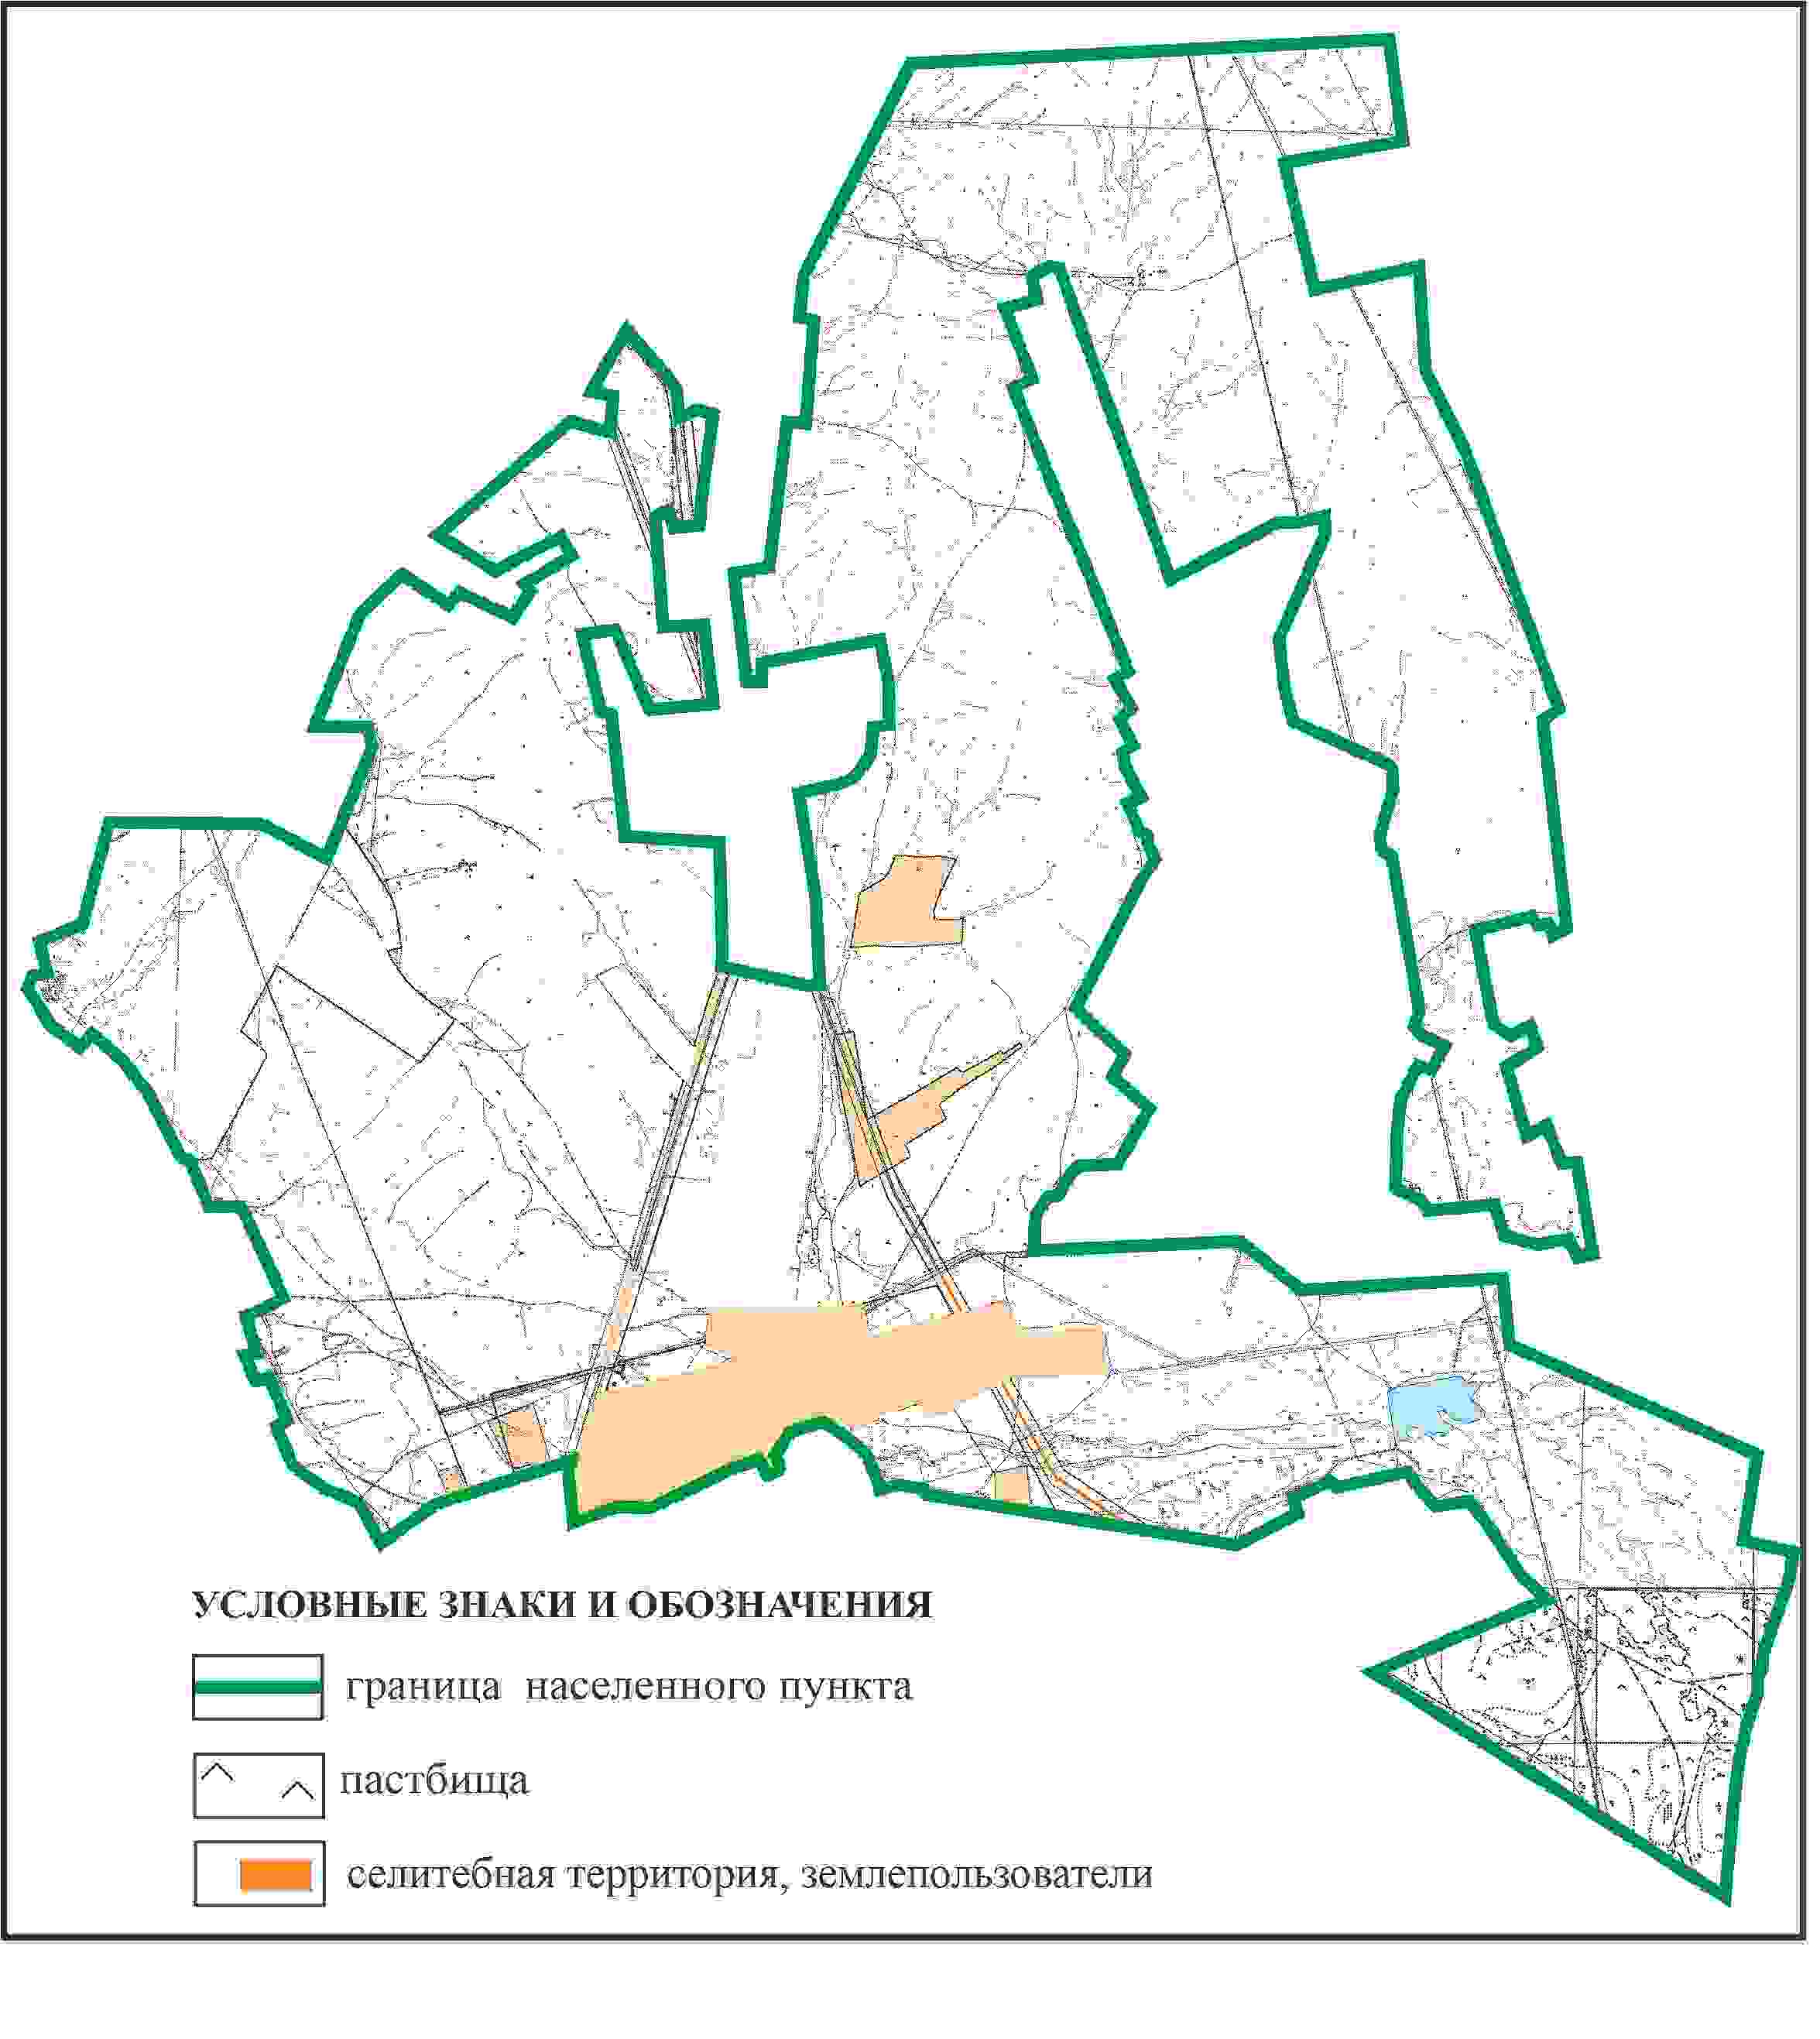 УСЛОВНЫЕ ЗНАКИ И ОБОЗНАЧЕНИЯ
граница населенного пункта
пастбища
селитебная территория, землепользователи